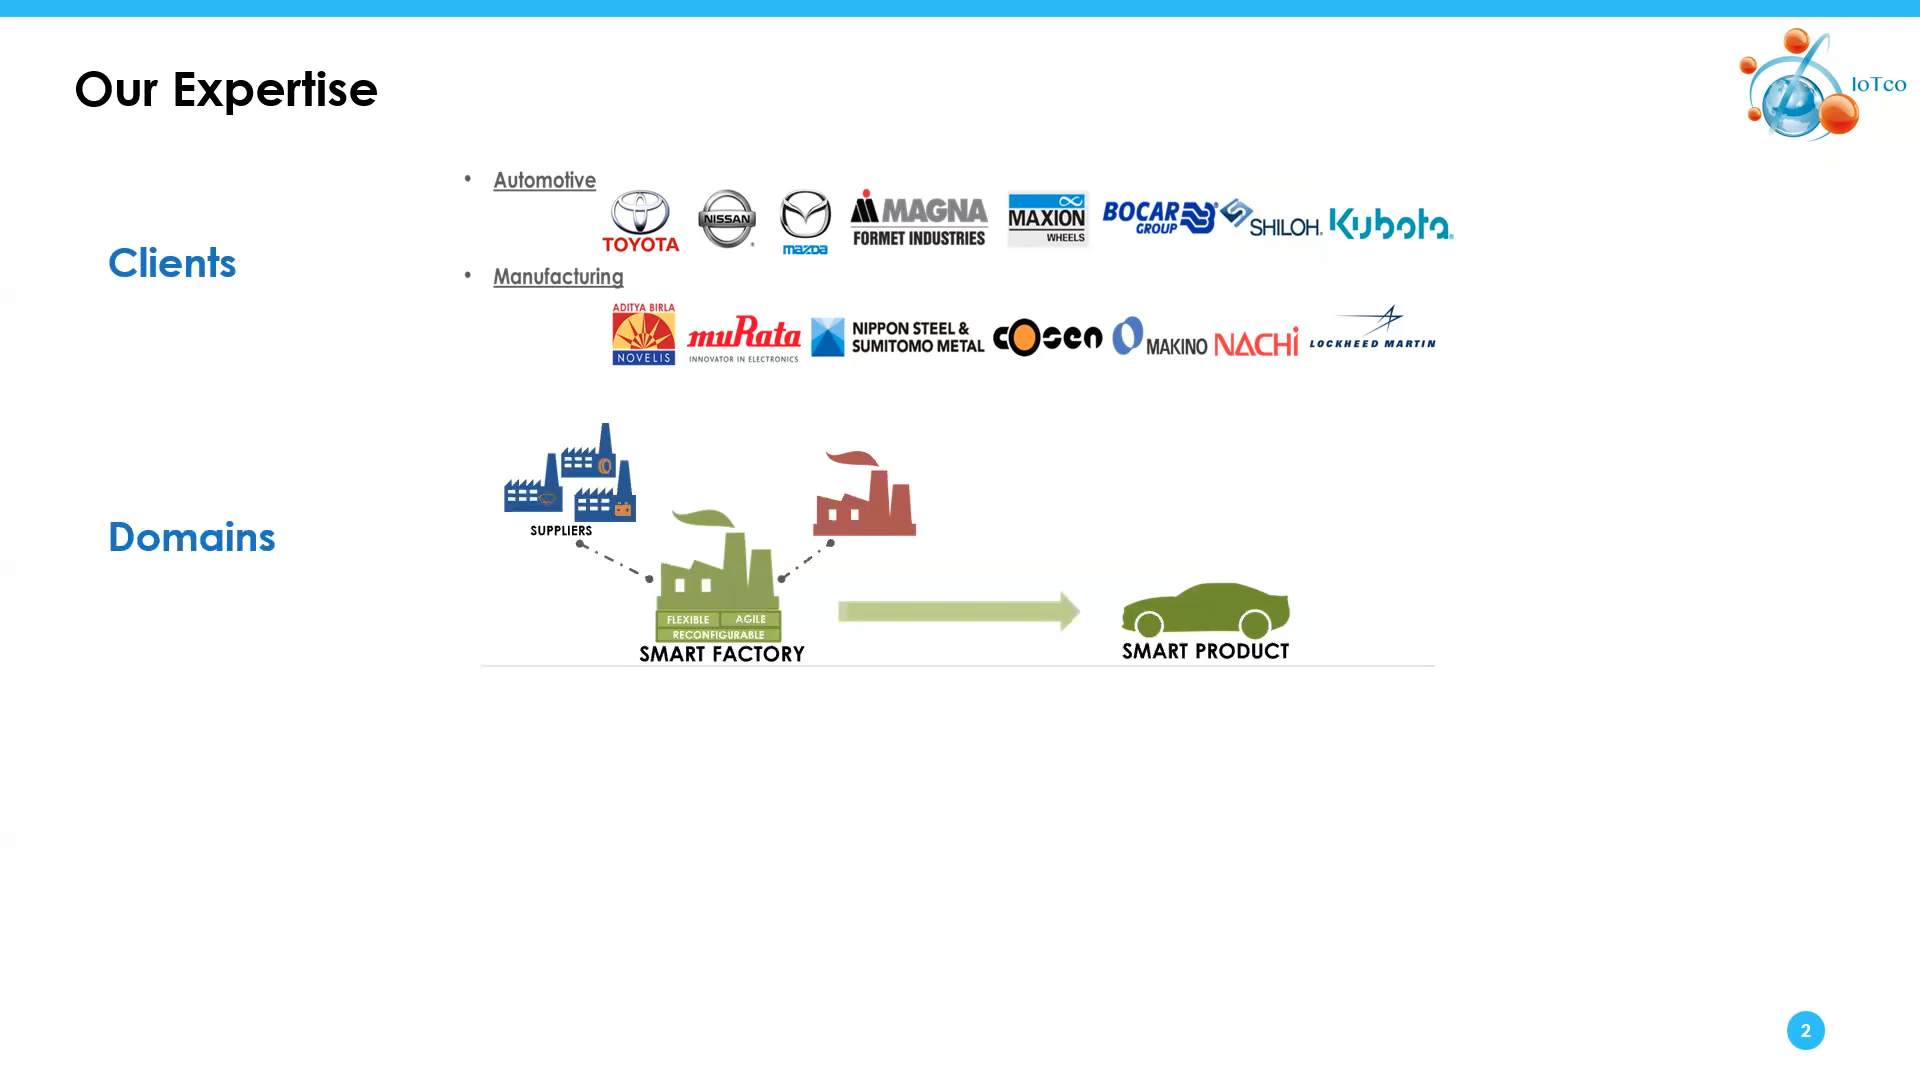 Our Expertise
IoTco
Clients
• Automotive
TOYOTA
NISSAN
mazda
MAGNA
FORMET INDUSTRIES
MAXION
WHEELS
BOCAR
GROUP
SHILOH.
Kubota
• Manufacturing
ADITYA BIRLA
NOVELIS
muRata
INNOVATOR IN ELECTRONICS
NIPPON STEEL &
SUMITOMO METAL
cosen
MAKINO
NACHi
LOCKHEED MARTIN
Domains
SUPPLIERS
FLEXIBLE AGILE
RECONFIGURABLE
SMART FACTORY
SMART PRODUCT
2